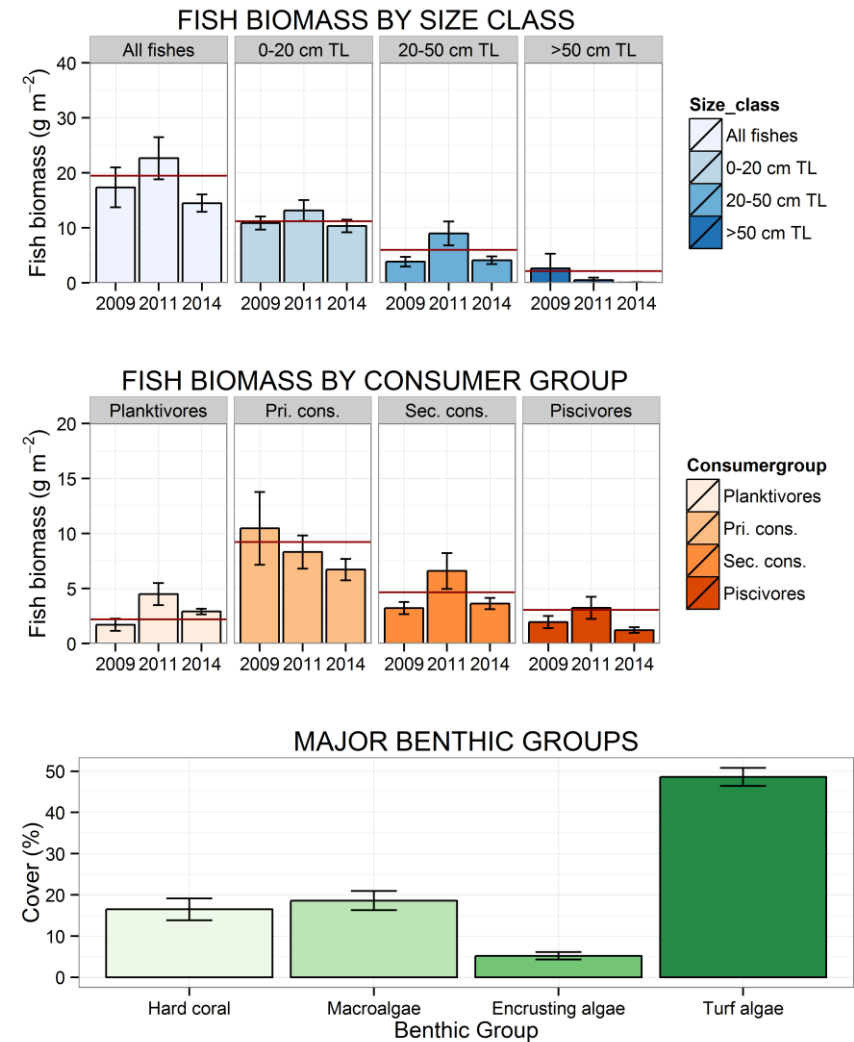 FISH BIOMASS BY SIZE CLASS
All fishes 0-20 cm TL 20-50 cm TL >50 cm TL
Fish biomass (g m⁻²)
40
30
20
10
0
2009 2011 2014 2009 2011 2014 2009 2011 2014 2009 2011 2014
Size_class
All fishes
0-20 cm TL
20-50 cm TL
>50 cm TL
FISH BIOMASS BY CONSUMER GROUP
Planktivores Pri. cons. Sec. cons. Piscivores
Fish biomass (g m⁻²)
20
15
10
5
0
2009 2011 2014 2009 2011 2014 2009 2011 2014 2009 2011 2014
Consumergroup
Planktivores
Pri. cons.
Sec. cons.
Piscivores
MAJOR BENTHIC GROUPS
Cover (%)
50
40
30
20
10
0
Hard coral Macroalgae Encrusting algae Turf algae
Benthic Group